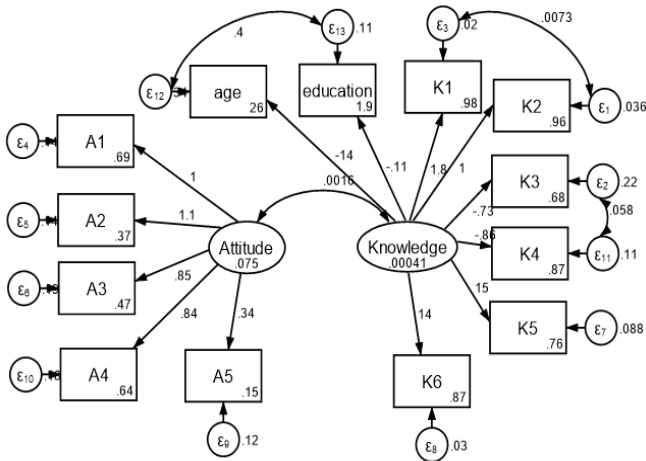 .4
ε13 .11
ε3 .02
.0073
ε12
age 26
education 1.9
K1 .98
K2 .96
ε1 .036
ε4
A1 .69
-14
-.11
1.8
1
K3 .68
ε2 .22
.0016
1
-.73
.058
ε5
A2 .37
1.1
Attitude .075
Knowledge .00041
-.86
K4 .87
ε11 .11
ε6
A3 .47
.85
.84
.34
14
15
K5 .76
ε7 .088
ε10
A4 .64
A5 .15
K6 .87
ε9 .12
ε8 .03